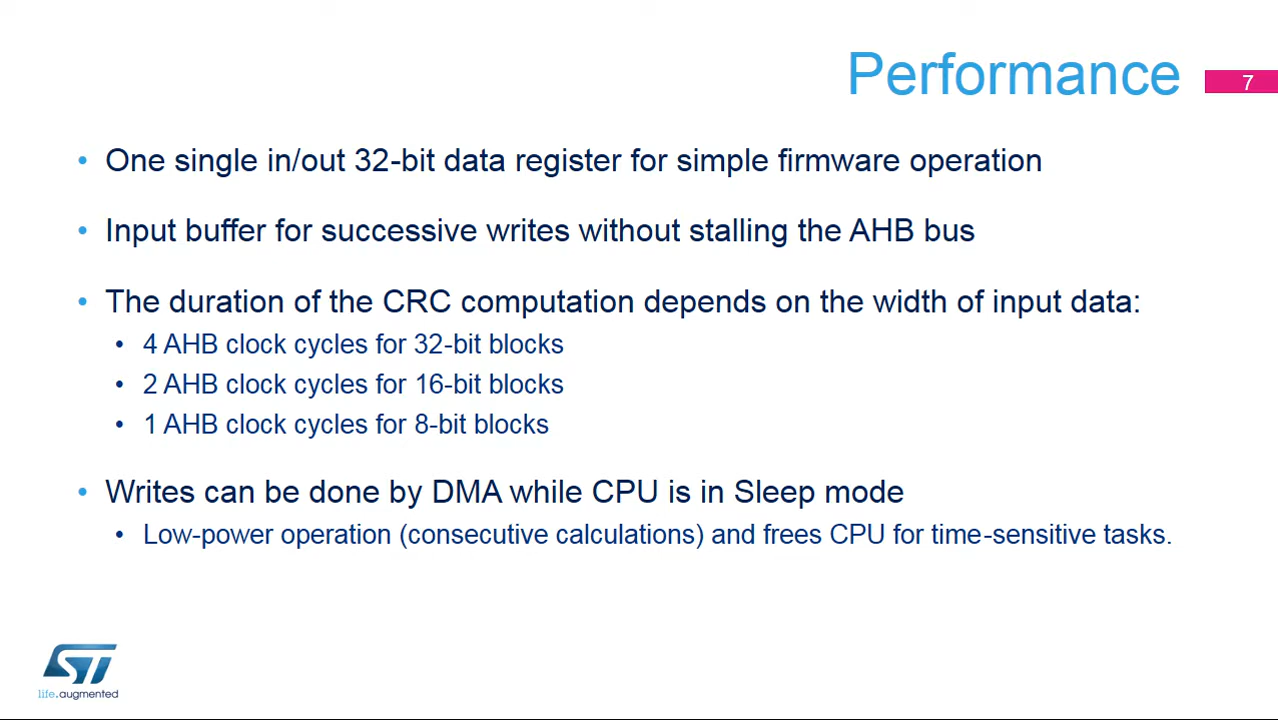 Performance
7
• One single in/out 32-bit data register for simple firmware operation
• Input buffer for successive writes without stalling the AHB bus
• The duration of the CRC computation depends on the width of input data:
• 4 AHB clock cycles for 32-bit blocks
• 2 AHB clock cycles for 16-bit blocks
• 1 AHB clock cycles for 8-bit blocks
• Writes can be done by DMA while CPU is in Sleep mode
• Low-power operation (consecutive calculations) and frees CPU for time-sensitive tasks.
ST
life.augmented